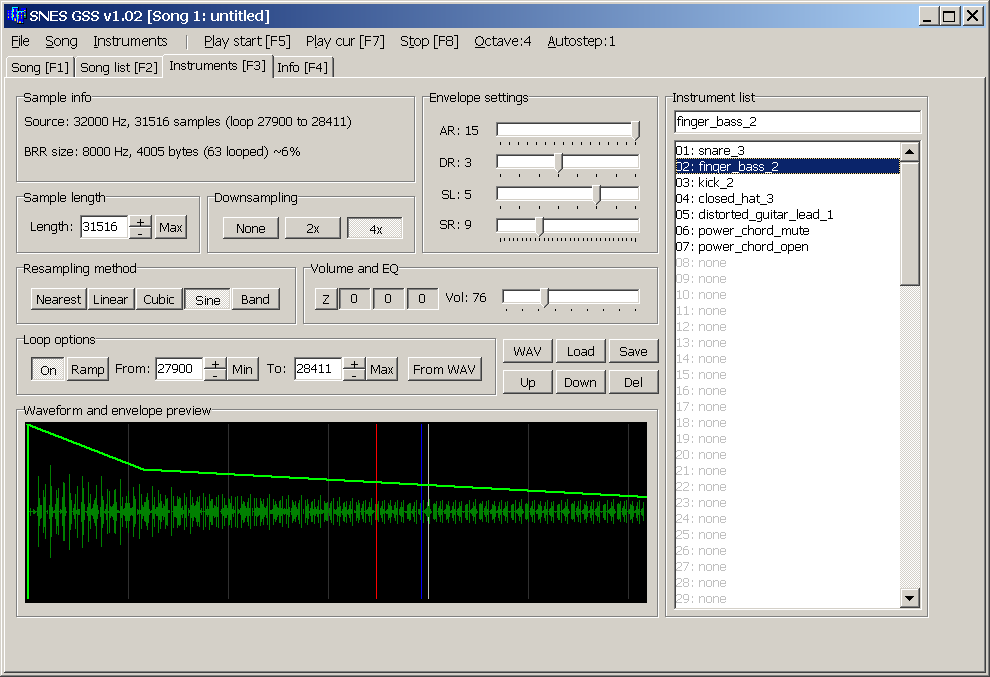 SNES GSS v1.02 [Song 1: untitled]
File Song Instruments | Play start [F5] Play cur [F7] Stop [F8] Octave:4 Autostep:1
Song [F1] Song list [F2] Instruments [F3] Info [F4]
Sample info
Source: 32000 Hz, 31516 samples (loop 27900 to 28411)
BRR size: 8000 Hz, 4005 bytes (63 looped) ~6%
Envelope settings
AR: 15
DR: 3
SL: 5
SR: 9
Sample length
Length: 31516 + - Max
Downsampling
None 2x 4x
Resampling method
Nearest Linear Cubic Sine Band
Volume and EQ
Z 0 0 0 Vol: 76
Loop options
On Ramp From: 27900 + - Min To: 28411 + - Max From WAV
WAV Load Save
Up Down Del
Waveform and envelope preview
Instrument list
finger_bass_2
01: snare_3
02: finger_bass_2
03: kick_2
04: closed_hat_3
05: distorted_guitar_lead_1
06: power_chord_mute
07: power_chord_open
08: none
09: none
10: none
11: none
12: none
13: none
14: none
15: none
16: none
17: none
18: none
19: none
20: none
21: none
22: none
23: none
24: none
25: none
26: none
27: none
28: none
29: none